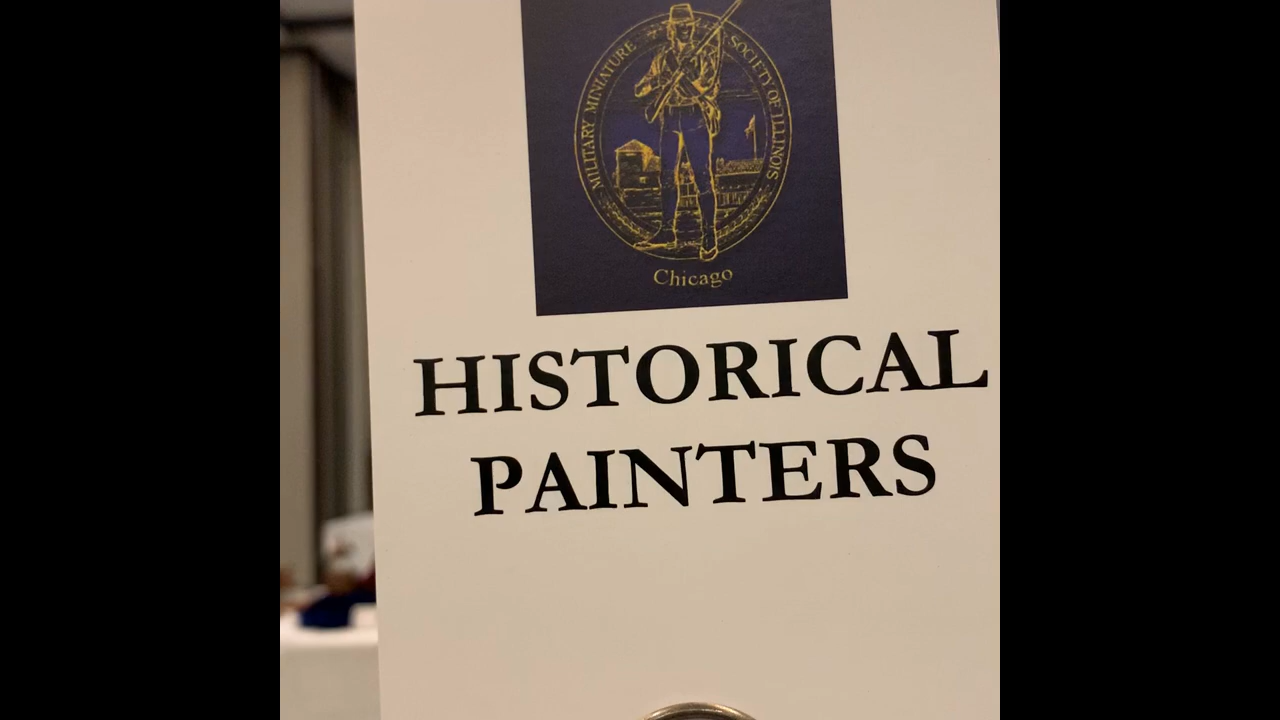 MILITARY MINIATURE SOCIETY OF ILLINOIS
Chicago
HISTORICAL
PAINTERS